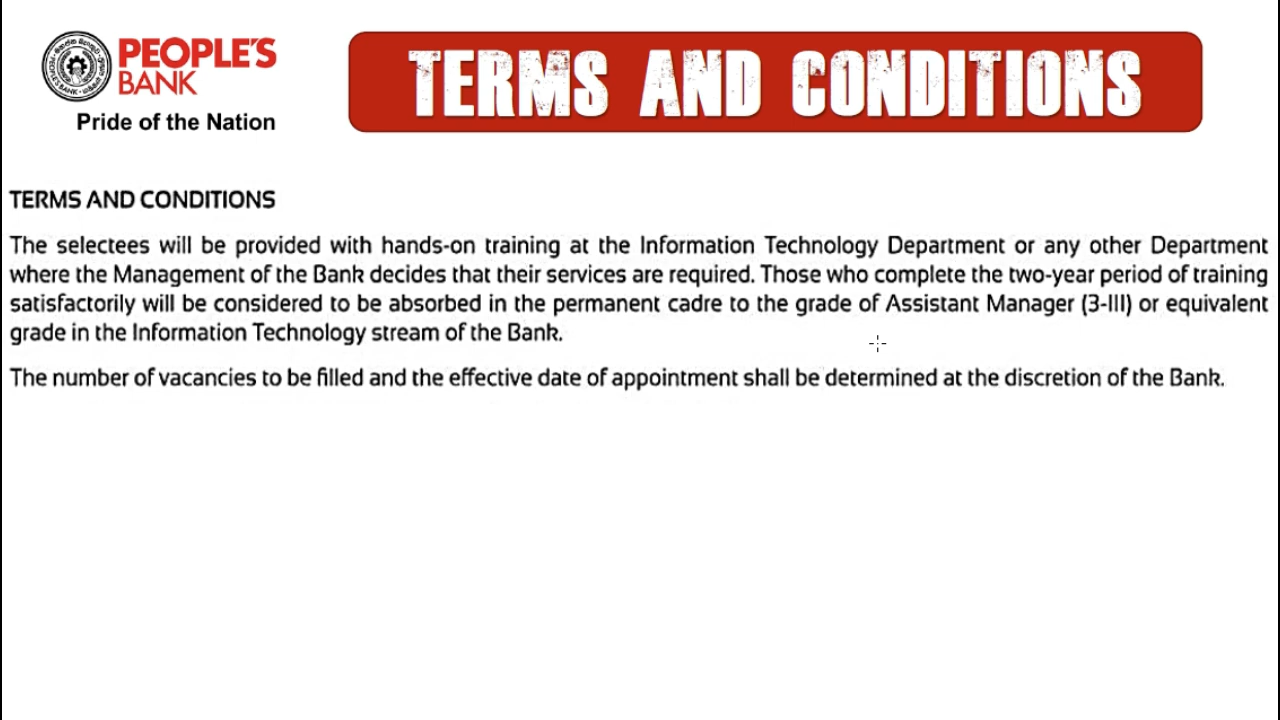 PEOPLE'S
BANK
Pride of the Nation
TERMS AND CONDITIONS
TERMS AND CONDITIONS
The selectees will be provided with hands-on training at the Information Technology Department or any other Department
where the Management of the Bank decides that their services are required. Those who complete the two-year period of training
satisfactorily will be considered to be absorbed in the permanent cadre to the grade of Assistant Manager (3-III) or equivalent
grade in the Information Technology stream of the Bank.
The number of vacancies to be filled and the effective date of appointment shall be determined at the discretion of the Bank.